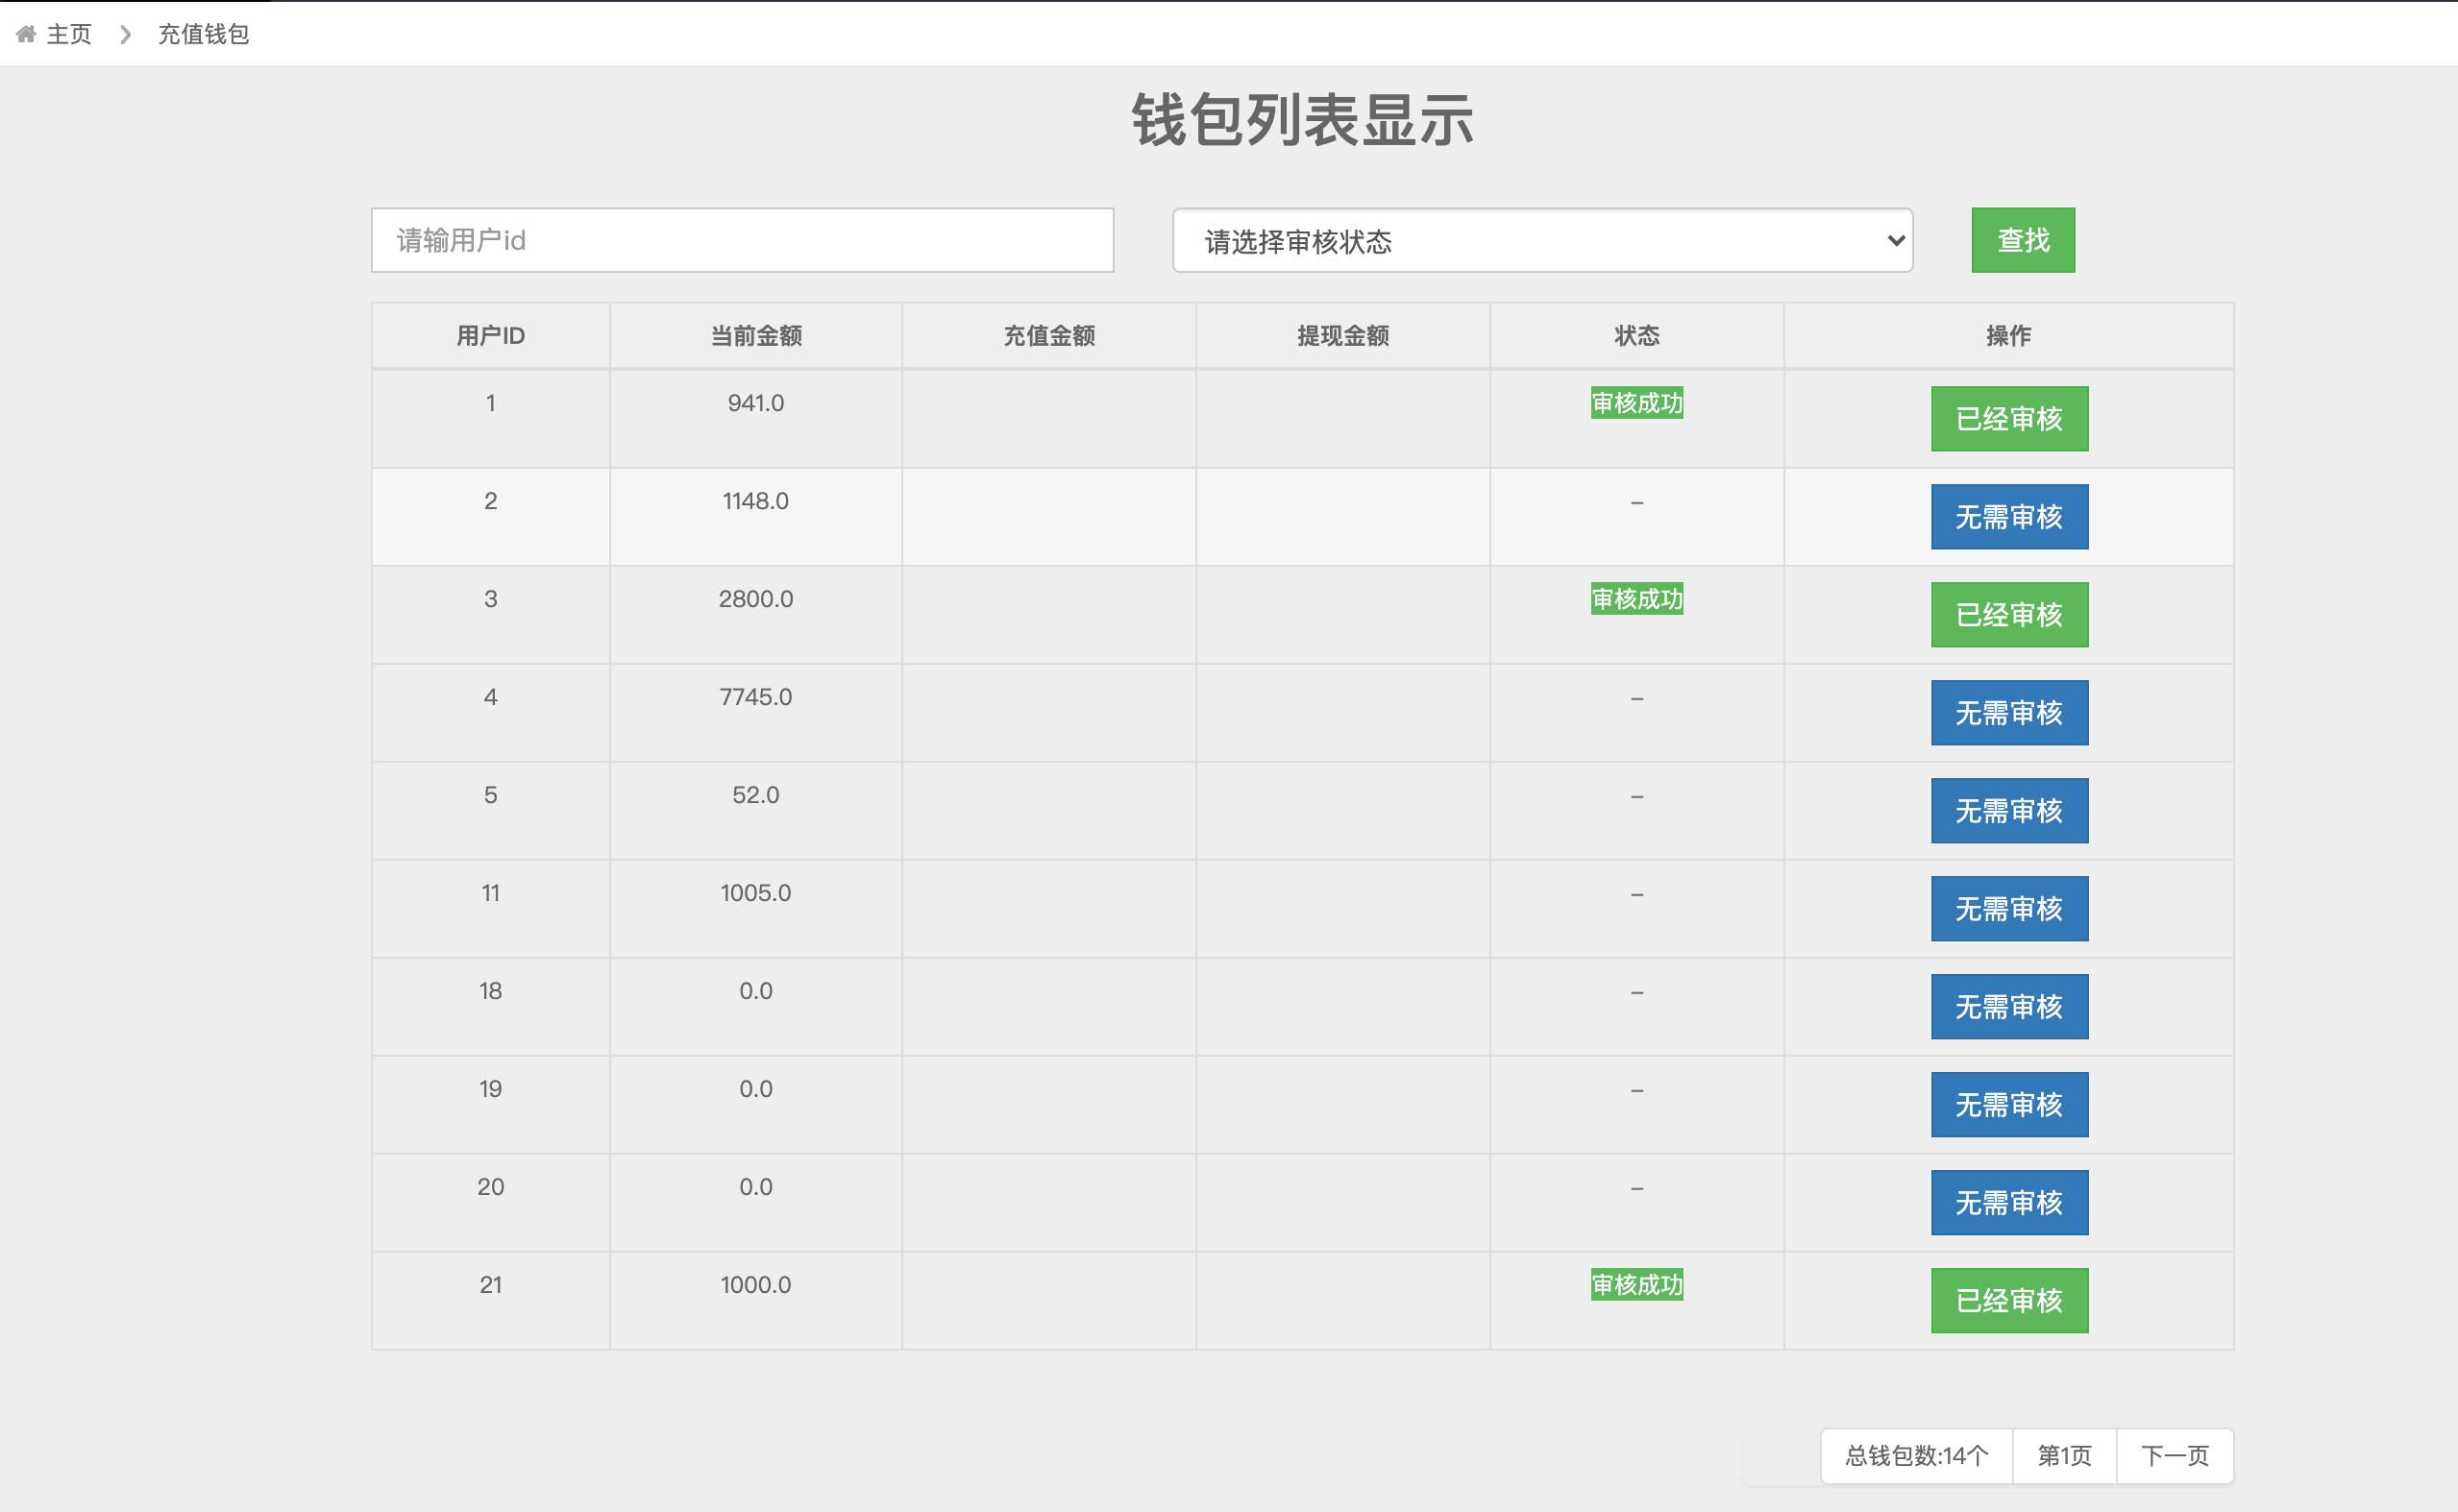 主页 充值钱包
钱包列表显示
请输用户id 请选择审核状态 查找
用户ID 当前金额 充值金额 提现金额 状态 操作
1 941.0 审核成功 已经审核
2 1148.0 – 无需审核
3 2800.0 审核成功 已经审核
4 7745.0 – 无需审核
5 52.0 – 无需审核
11 1005.0 – 无需审核
18 0.0 – 无需审核
19 0.0 – 无需审核
20 0.0 – 无需审核
21 1000.0 审核成功 已经审核
总钱包数:14个 第1页 下一页